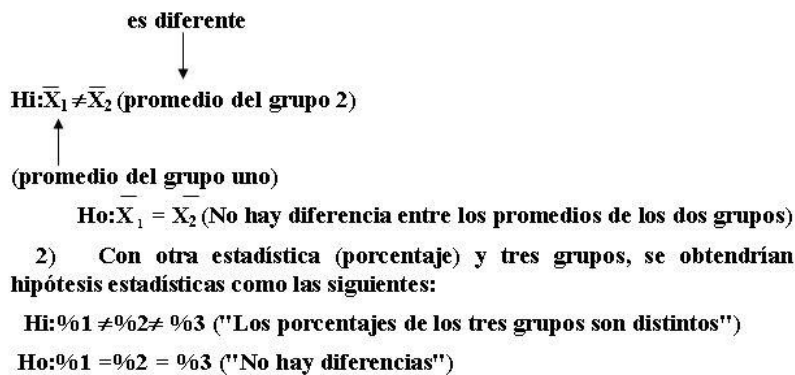 es diferente
Hi:X̅₁ ≠X̅₂ (promedio del grupo 2)
(promedio del grupo uno)
Ho:X̅₁ = X̅₂ (No hay diferencia entre los promedios de los dos grupos)
2) Con otra estadística (porcentaje) y tres grupos, se obtendrían
hipótesis estadísticas como las siguientes:
Hi:%1 ≠%2≠ %3 ("Los porcentajes de los tres grupos son distintos")
Ho:%1 =%2 = %3 ("No hay diferencias")